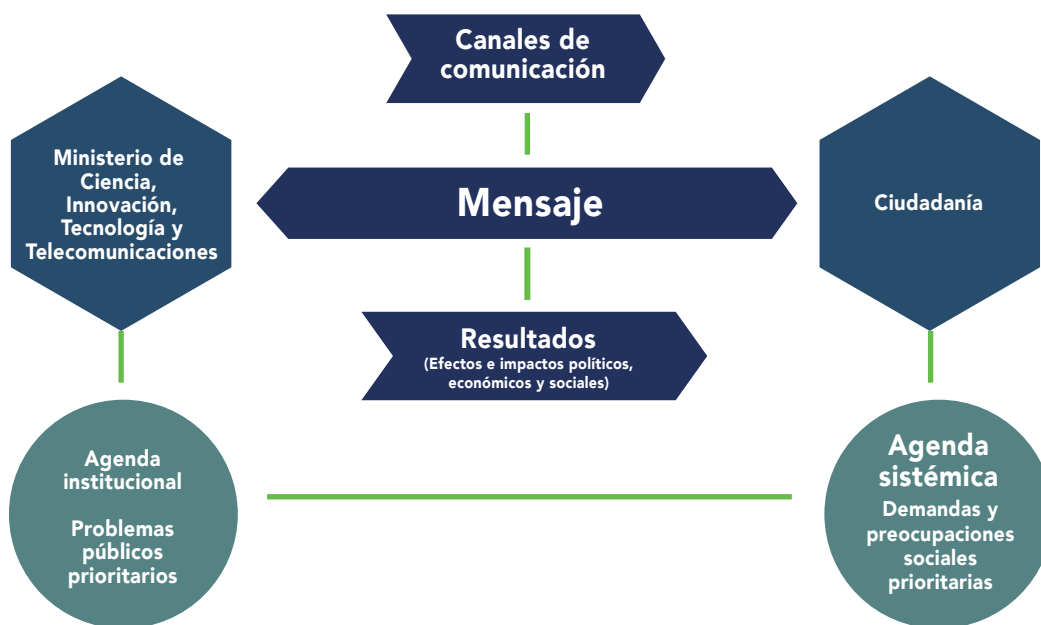 Canales de
comunicación
Ministerio de
Ciencia,
Innovación,
Tecnología y
Telecomunicaciones
Mensaje
Ciudadanía
Resultados
(Efectos e impactos políticos,
económicos y sociales)
Agenda
institucional
Problemas
públicos
prioritarios
Agenda
sistémica
Demandas y
preocupaciones
sociales
prioritarias